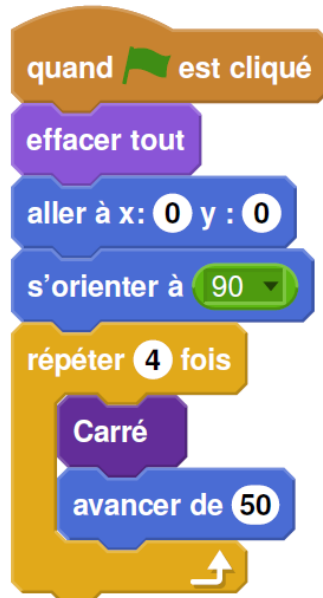 quand est cliqué
effacer tout
aller à x: 0 y : 0
s’orienter à 90
répéter 4 fois
Carré
avancer de 50